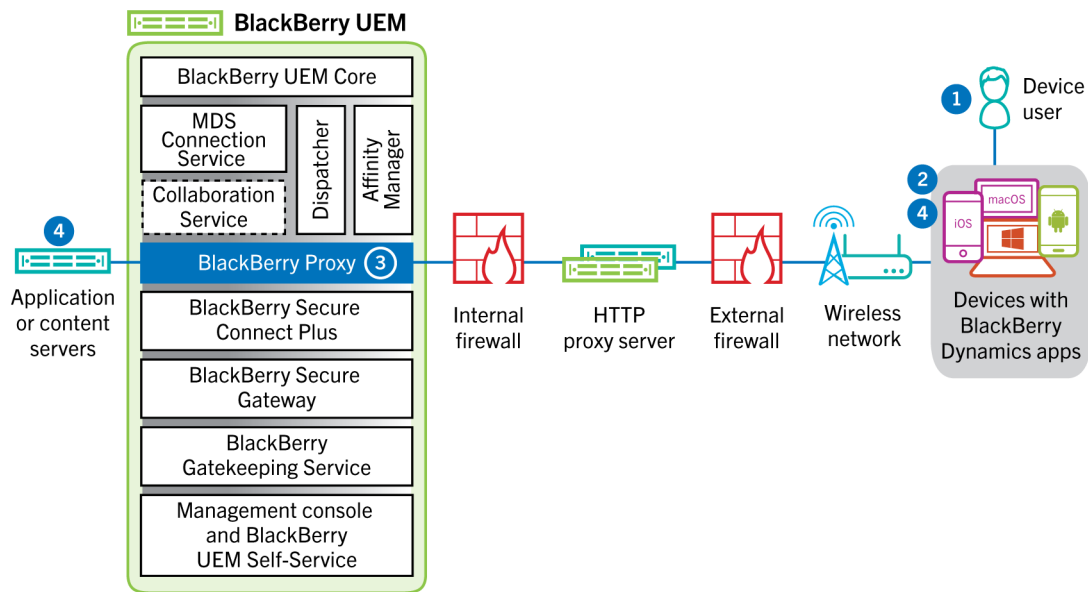 BlackBerry UEM
BlackBerry UEM Core
MDS
Connection
Service
Dispatcher
Affinity
Manager
Collaboration
Service
4
BlackBerry Proxy 3
Application
or content
servers
BlackBerry Secure
Connect Plus
BlackBerry Secure
Gateway
BlackBerry
Gatekeeping Service
Management console
and BlackBerry
UEM Self-Service
Internal
firewall
HTTP
proxy server
External
firewall
Wireless
network
1
Device
user
2
4
iOS
macOS
Devices with
BlackBerry
Dynamics apps